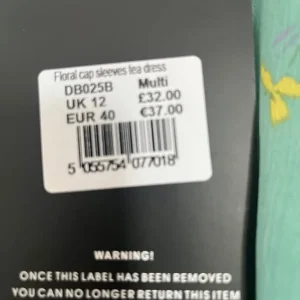 Floral cap sleeves tea dress
DB025B Multi
UK 12 £32.00
EUR 40 €37.00
5 055754 077018
WARNING!
ONCE THIS LABEL HAS BEEN REMOVED
YOU CAN NO LONGER RETURN THIS ITEM